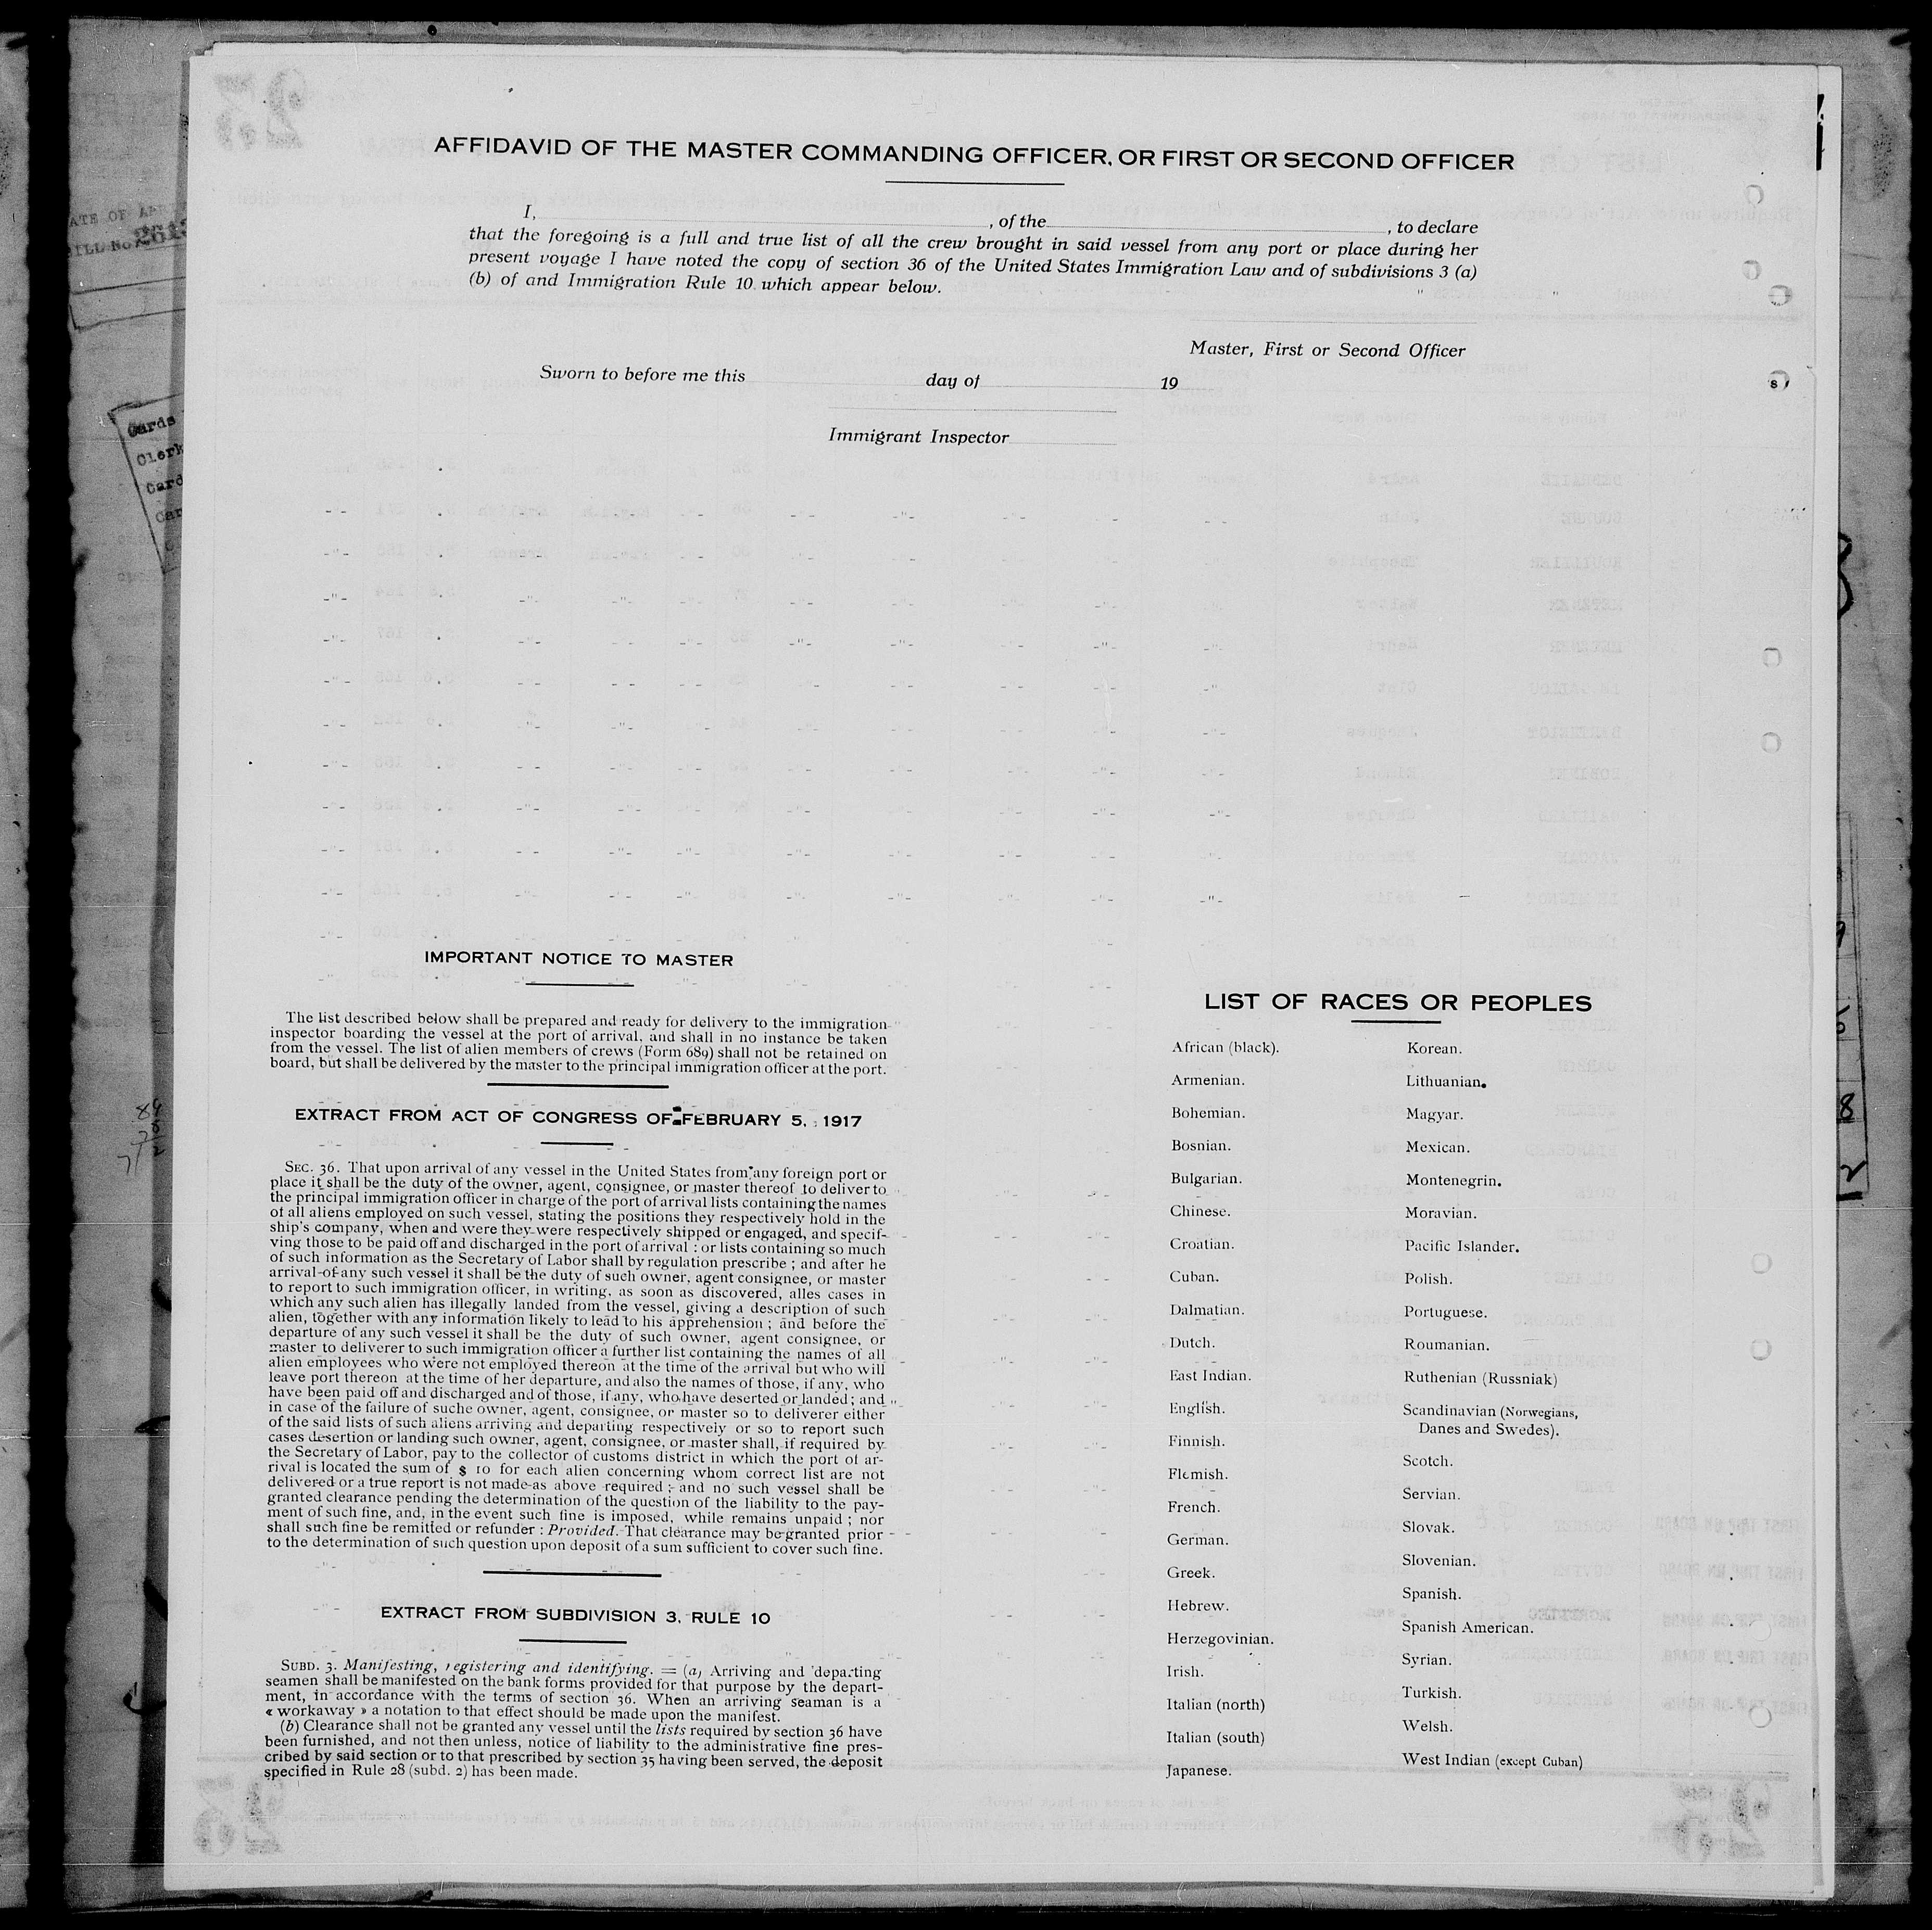 AFFIDAVID OF THE MASTER COMMANDING OFFICER, OR FIRST OR SECOND OFFICER
I, , of the , to declare
that the foregoing is a full and true list of all the crew brought in said vessel from any port or place during her
present voyage I have noted the copy of section 36 of the United States Immigration Law and of subdivisions 3 (a)
(b) of and Immigration Rule 10. which appear below.
Master, First or Second Officer
Sworn to before me this day of 19
Immigrant Inspector
IMPORTANT NOTICE TO MASTER
The list described below shall be prepared and ready for delivery to the immigration
inspector boarding the vessel at the port of arrival, and shall in no instance be taken
from the vessel. The list of alien members of crews (Form 689) shall not be retained on
board, but shall be delivered by the master to the principal immigration officer at the port.
EXTRACT FROM ACT OF CONGRESS OF FEBRUARY 5, 1917
SEC. 36. That upon arrival of any vessel in the United States from any foreign port or
place it shall be the duty of the owner, agent, consignee, or master thereof to deliver to
the principal immigration officer in charge of the port of arrival lists containing the names
of all aliens employed on such vessel, stating the positions they respectively hold in the
ship's company, when and were they were respectively shipped or engaged, and specif-
ving those to be paid off and discharged in the port of arrival : or lists containing so much
of such information as the Secretary of Labor shall by regulation prescribe ; and after he
arrival of any such vessel it shall be the duty of such owner, agent consignee, or master
to report to such immigration officer, in writing, as soon as discovered, alles cases in
which any such alien has illegally landed from the vessel, giving a description of such
alien, together with any information likely to lead to his apprehension ; and before the
departure of any such vessel it shall be the duty of such owner, agent consignee, or
master to deliverer to such immigration officer a further list containing the names of all
alien employees who were not employed thereon at the time of the arrival but who will
leave port thereon at the time of her departure, and also the names of those, if any, who
have been paid off and discharged and of those, if any, who have deserted or landed ; and
in case of the failure of suche owner, agent, consignee, or master so to deliverer either
of the said lists of such aliens arriving and departing respectively or so to report such
cases desertion or landing such owner, agent, consignee, or master shall, if required by
the Secretary of Labor, pay to the collector of customs district in which the port of ar-
rival is located the sum of $ 10 for each alien concerning whom correct list are not
delivered or a true report is not made as above required ; and no such vessel shall be
granted clearance pending the determination of the question of the liability to the pay-
ment of such fine, and, in the event such fine is imposed, while remains unpaid ; nor
shall such fine be remitted or refunder : Provided. That clearance may be granted prior
to the determination of such question upon deposit of a sum sufficient to cover such fine.
EXTRACT FROM SUBDIVISION 3, RULE 10
SUBD. 3. Manifesting, registering and identifying. = (a) Arriving and departing
seamen shall be manifested on the bank forms provided for that purpose by the depart-
ment, in accordance with the terms of section 36. When an arriving seaman is a
« workaway » a notation to that effect should be made upon the manifest.
(b) Clearance shall not be granted any vessel until the lists required by section 36 have
been furnished, and not then unless, notice of liability to the administrative fine pres-
cribed by said section or to that prescribed by section 35 having been served, the deposit
specified in Rule 28 (subd. 2) has been made.
LIST OF RACES OR PEOPLES
African (black).
Armenian.
Bohemian.
Bosnian.
Bulgarian.
Chinese.
Croatian.
Cuban.
Dalmatian.
Dutch.
East Indian.
English.
Finnish.
Flemish.
French.
German.
Greek.
Hebrew.
Herzegovinian.
Irish.
Italian (north)
Italian (south)
Japanese.
Korean.
Lithuanian.
Magyar.
Mexican.
Montenegrin.
Moravian.
Pacific Islander.
Polish.
Portuguese.
Roumanian.
Ruthenian (Russniak)
Scandinavian (Norwegians,
Danes and Swedes).
Scotch.
Servian.
Slovak.
Slovenian.
Spanish.
Spanish American.
Syrian.
Turkish.
Welsh.
West Indian (except Cuban)